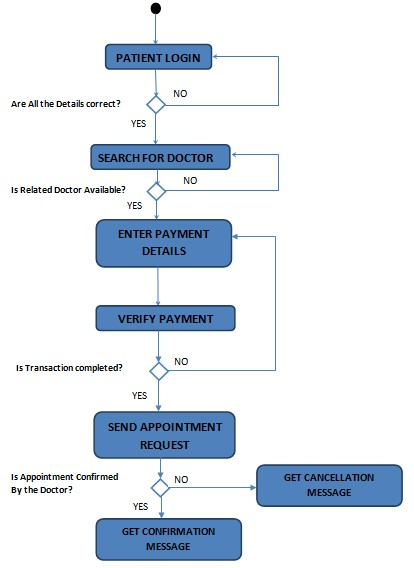 PATIENT LOGIN
NO
Are All the Details correct?
YES
SEARCH FOR DOCTOR
NO
Is Related Doctor Available?
YES
ENTER PAYMENT
DETAILS
VERIFY PAYMENT
NO
Is Transaction completed?
YES
SEND APPOINTMENT
REQUEST
Is Appointment Confirmed
By the Doctor?
NO
GET CANCELLATION
MESSAGE
YES
GET CONFIRMATION
MESSAGE